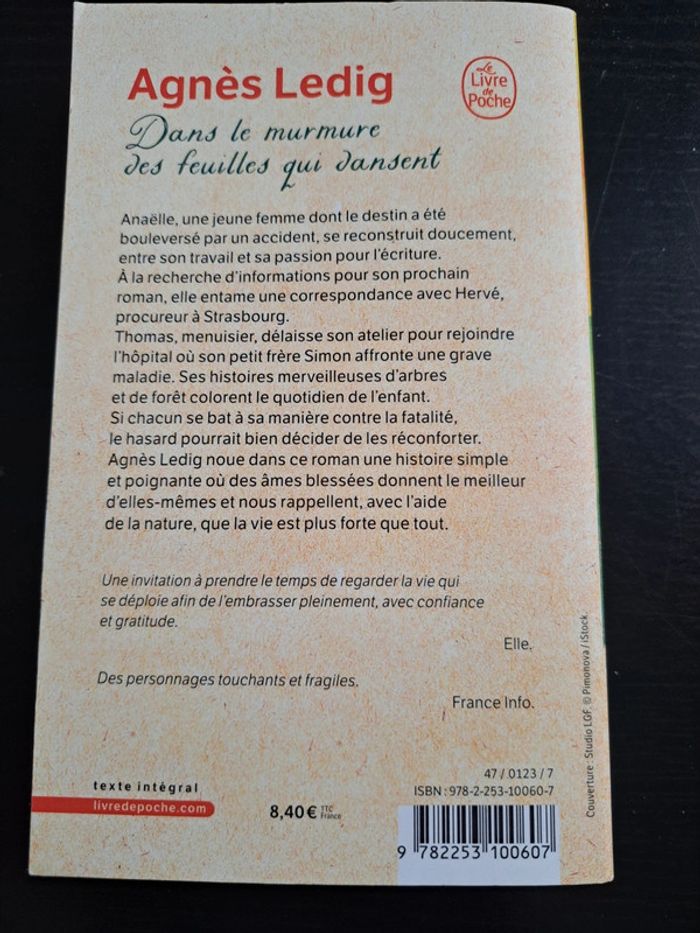 Agnès Ledig
Le
Livre
de
Poche
Dans le murmure
des feuilles qui dansent
Anaëlle, une jeune femme dont le destin a été
bouleversé par un accident, se reconstruit doucement,
entre son travail et sa passion pour l'écriture.
À la recherche d'informations pour son prochain
roman, elle entame une correspondance avec Hervé,
procureur à Strasbourg.
Thomas, menuisier, délaisse son atelier pour rejoindre
l'hôpital où son petit frère Simon affronte une grave
maladie. Ses histoires merveilleuses d'arbres
et de forêt colorent le quotidien de l'enfant.
Si chacun se bat à sa manière contre la fatalité,
le hasard pourrait bien décider de les réconforter.
Agnès Ledig noue dans ce roman une histoire simple
et poignante où des âmes blessées donnent le meilleur
d'elles-mêmes et nous rappellent, avec l'aide
de la nature, que la vie est plus forte que tout.
Une invitation à prendre le temps de regarder la vie qui
se déploie afin de l'embrasser pleinement, avec confiance
et gratitude.
Elle.
Des personnages touchants et fragiles.
France Info.
Couverture : Studio LGF. © Pimonova / iStock.
texte intégral
livredepoche.com
8,40 € TTC
France
47 / 0123 / 7
ISBN : 978-2-253-10060-7
9 782253 100607